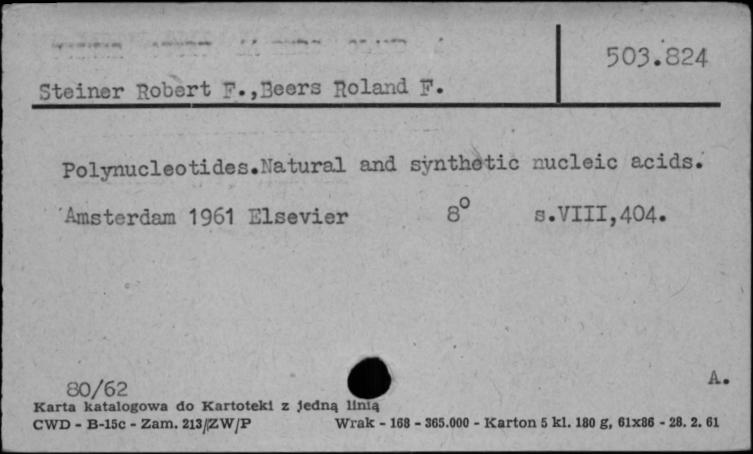 503.824
Steiner Robert F.,Beers Roland F.
Polynucleotides.Natural and synthetic nucleic acids.
Amsterdam 1961 Elsevier 8° s.VIII,404.
80/62 A.
Karta katalogowa do Kartoteki z jedną linią
CWD - B-15c - Zam. 213/ZW/P Wrak - 168 - 365.000 - Karton 5 kl. 180 g, 61x86 - 28. 2. 61